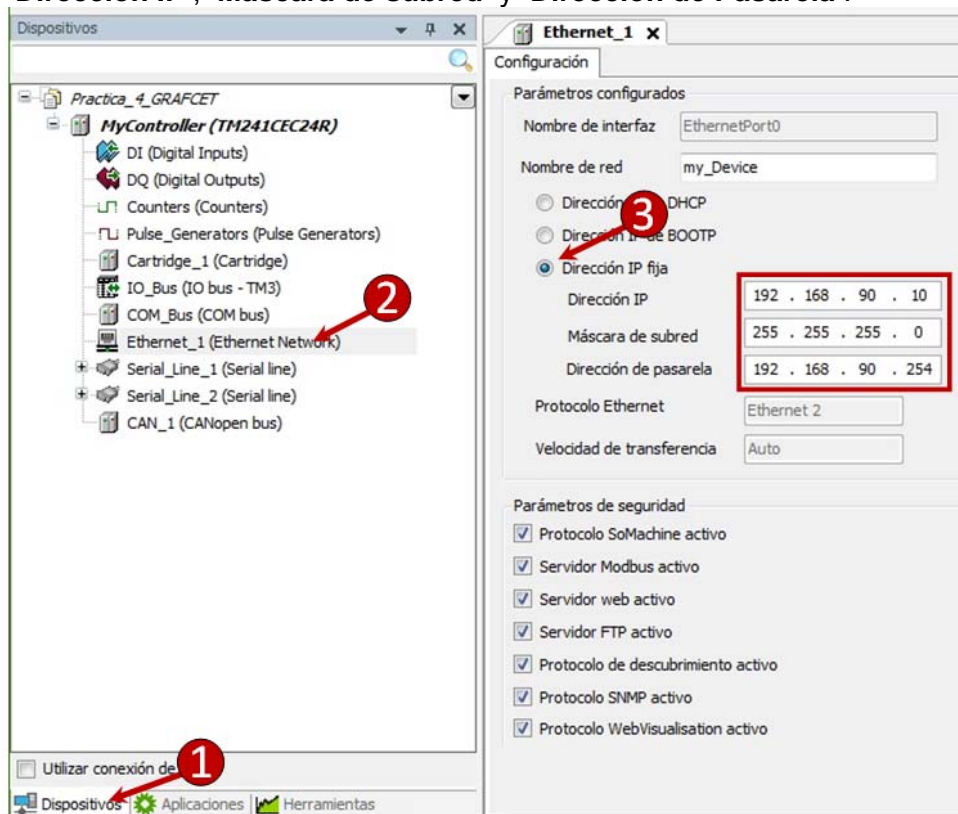 "Dirección IP", "Máscara de subred" y "Dirección de Pasarela".
Dispositivos
Practica_4_GRAFCET
MyController (TM241CEC24R)
DI (Digital Inputs)
DQ (Digital Outputs)
Counters (Counters)
Pulse_Generators (Pulse Generators)
Cartridge_1 (Cartridge)
IO_Bus (IO bus - TM3)
COM_Bus (COM bus)
2
Ethernet_1 (Ethernet Network)
Serial_Line_1 (Serial line)
Serial_Line_2 (Serial line)
CAN_1 (CANopen bus)
Utilizar conexión de
1
Dispositivos Aplicaciones Herramientas
Ethernet_1 x
Configuración
Parámetros configurados
Nombre de interfaz EthernetPort0
Nombre de red my_Device
Dirección DHCP
3
Dirección IP de BOOTP
Dirección IP fija
Dirección IP 192 . 168 . 90 . 10
Máscara de subred 255 . 255 . 255 . 0
Dirección de pasarela 192 . 168 . 90 . 254
Protocolo Ethernet Ethernet 2
Velocidad de transferencia Auto
Parámetros de seguridad
Protocolo SoMachine activo
Servidor Modbus activo
Servidor web activo
Servidor FTP activo
Protocolo de descubrimiento activo
Protocolo SNMP activo
Protocolo WebVisualisation activo